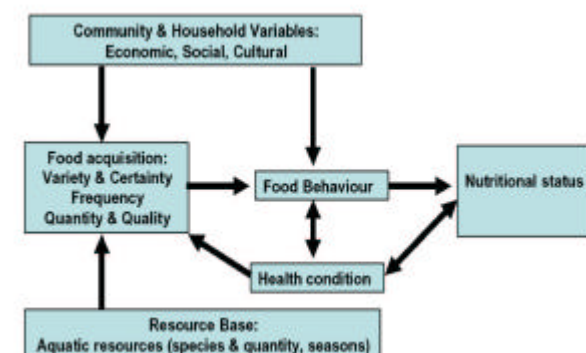 Community & Household Variables:
Economic, Social, Cultural
Food acquisition:
Variety & Certainty
Frequency
Quantity & Quality
Food Behaviour
Nutritional status
Health condition
Resource Base:
Aquatic resources (species & quantity, seasons)